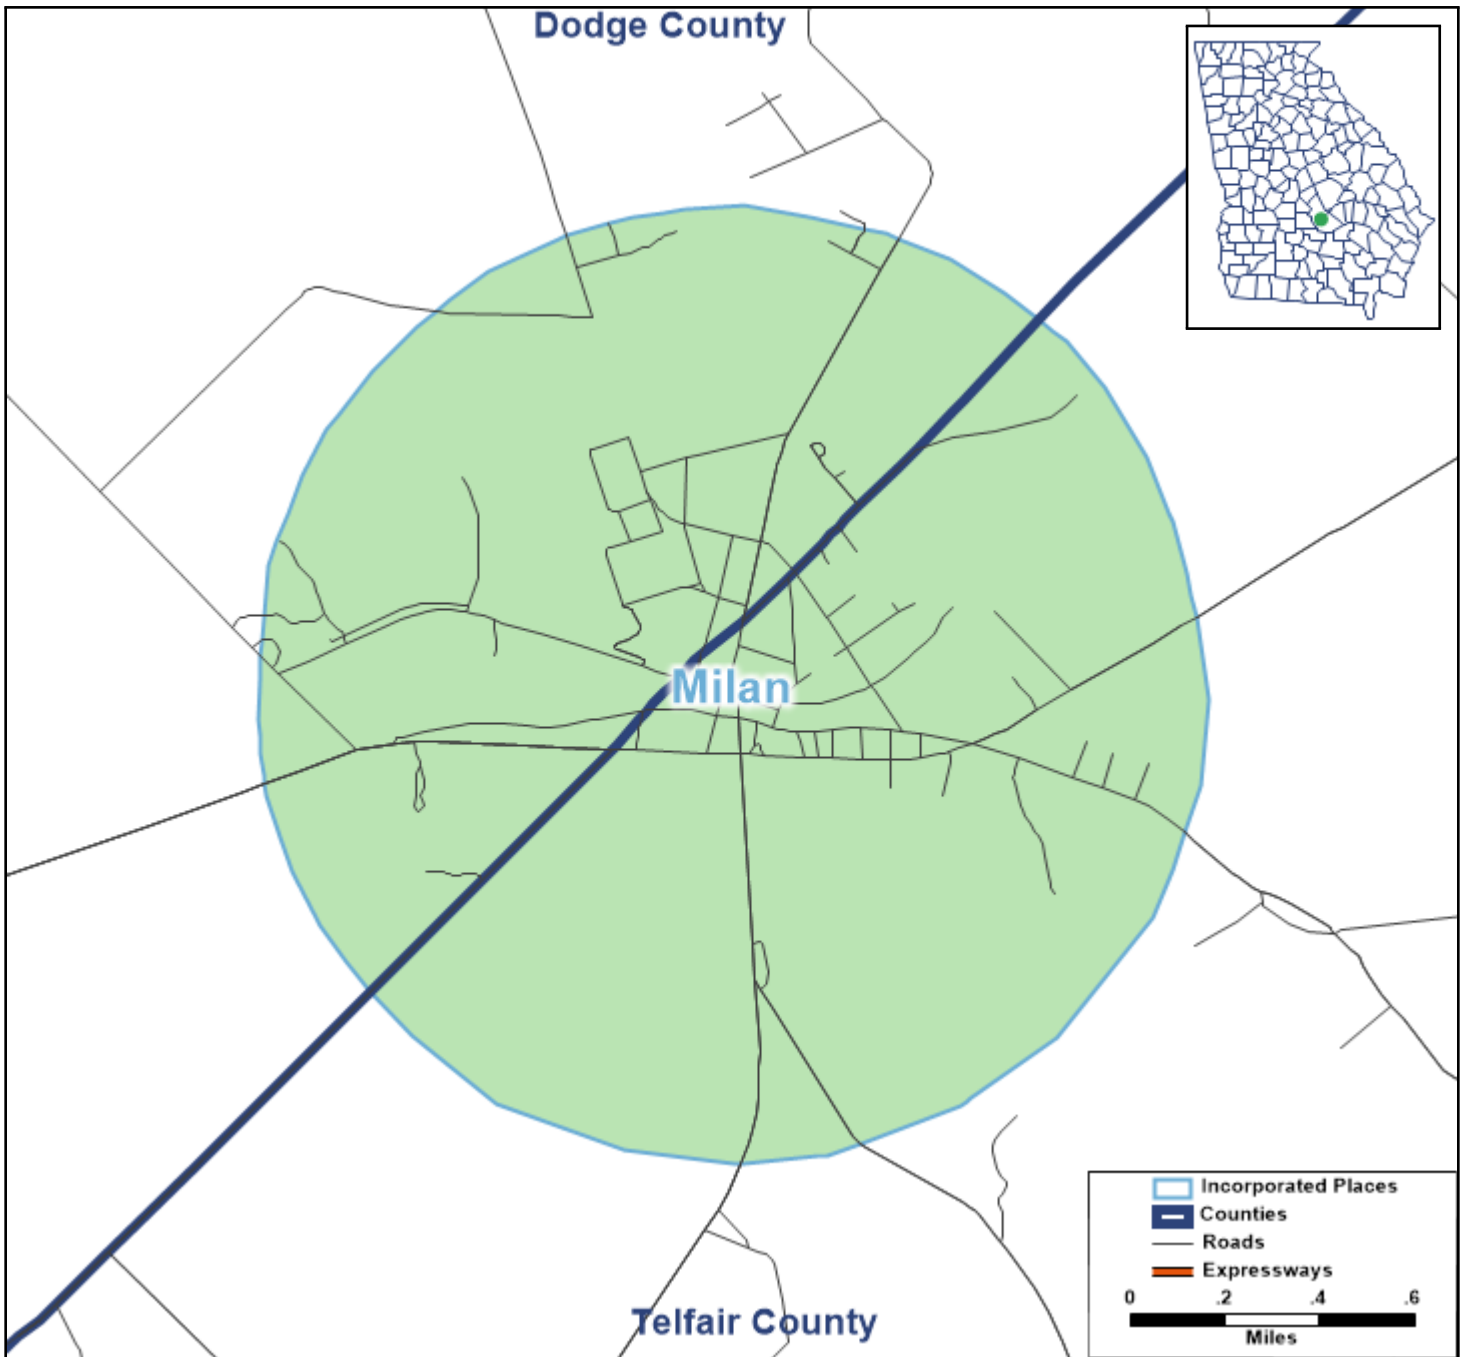 Dodge County
Milan
Incorporated Places
Counties
Roads
Expressways
0 .2 .4 .6
Miles
Telfair County